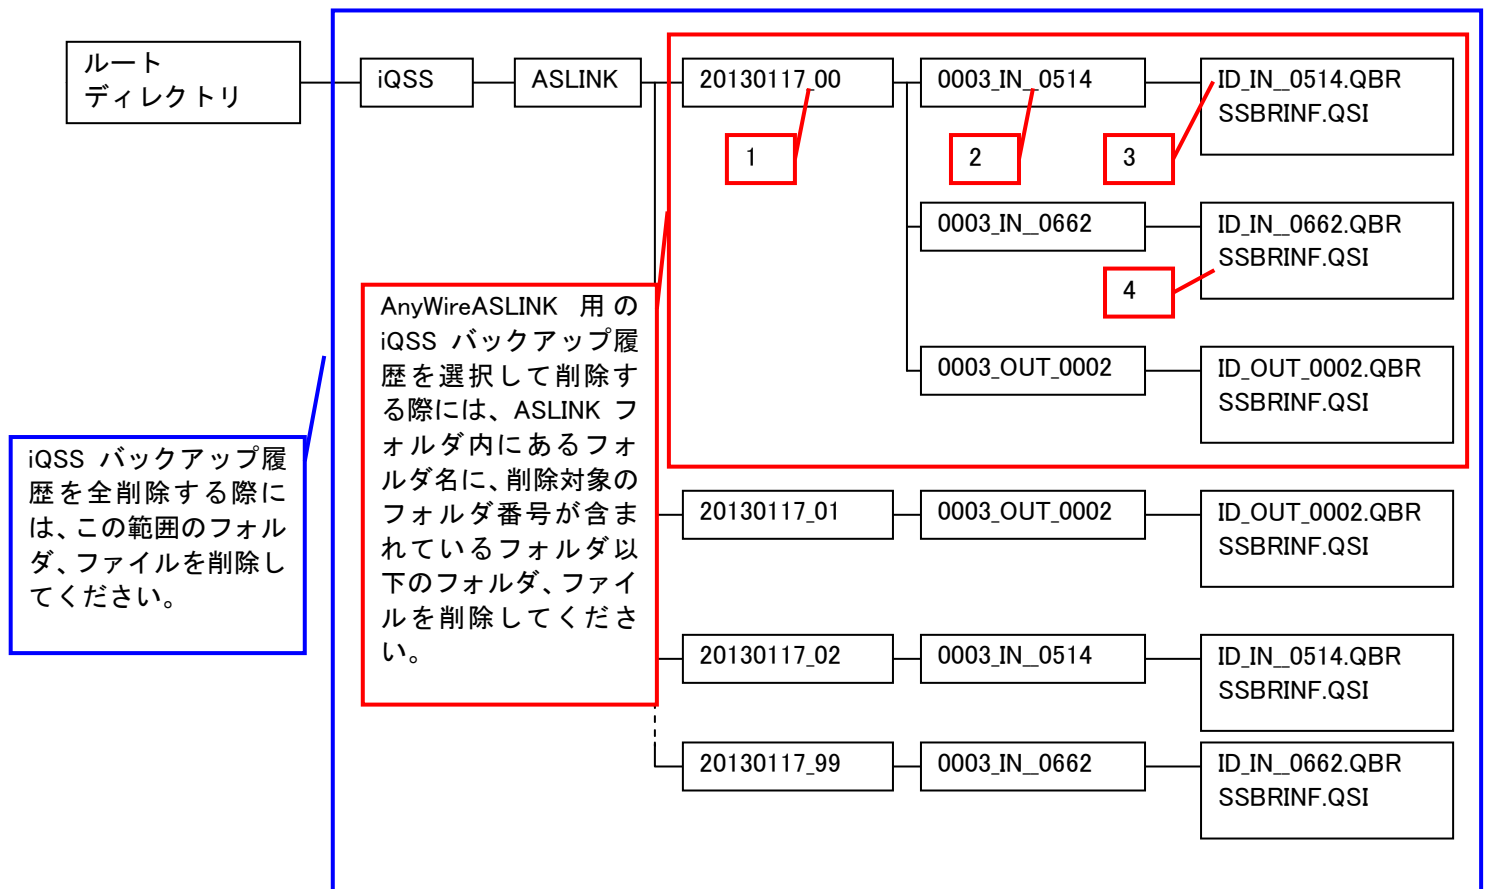 ルート
ディレクトリ
iQSS
ASLINK
20130117_00
0003_IN__0514
ID_IN__0514.QBR
SSBRINF.QSI
1
2
3
0003_IN__0662
ID_IN__0662.QBR
SSBRINF.QSI
4
0003_OUT_0002
ID_OUT_0002.QBR
SSBRINF.QSI
AnyWireASLINK 用の
iQSS バックアップ履
歴を選択して削除す
る際には、ASLINK フ
ォルダ内にあるフォ
ルダ名に、削除対象の
フォルダ番号が含ま
れているフォルダ以
下のフォルダ、ファイ
ルを削除してくださ
い。
iQSS バックアップ履
歴を全削除する際に
は、この範囲のフォル
ダ、ファイルを削除し
てください。
20130117_01
0003_OUT_0002
ID_OUT_0002.QBR
SSBRINF.QSI
20130117_02
0003_IN__0514
ID_IN__0514.QBR
SSBRINF.QSI
20130117_99
0003_IN__0662
ID_IN__0662.QBR
SSBRINF.QSI